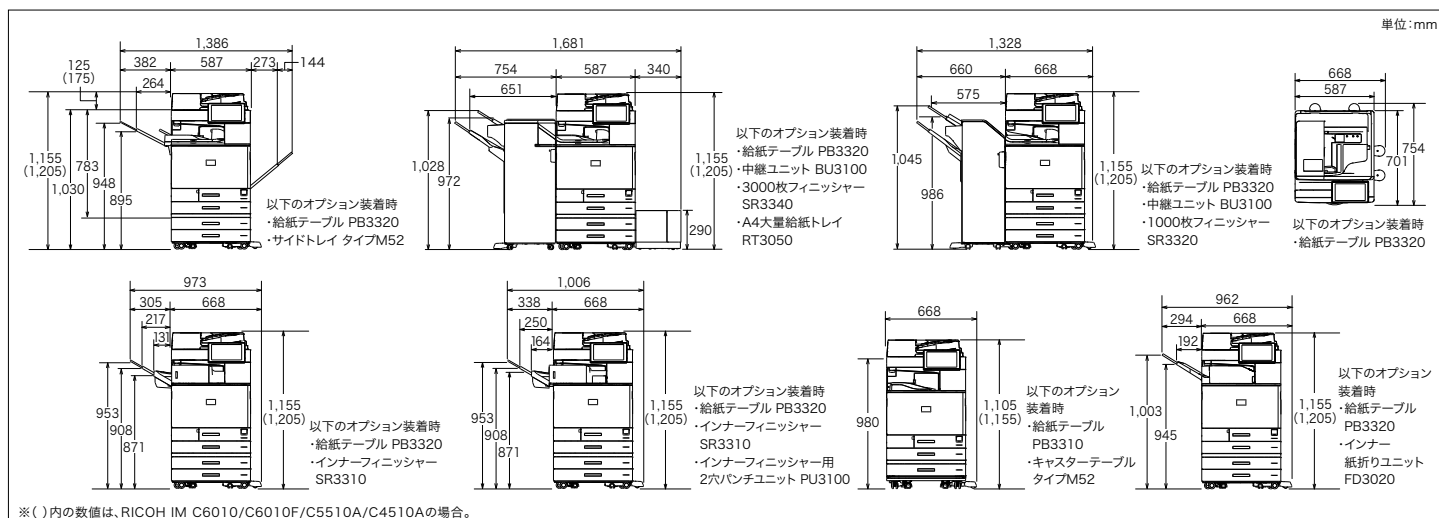 単位：mm
1,386
382
587
273
144
125
(175)
264
1,155
(1,205)
1,030
783
948
895
以下のオプション装着時
・給紙テーブル PB3320
・サイドトレイ タイプM52
1,681
754
587
340
651
1,028
972
1,155
(1,205)
290
以下のオプション装着時
・給紙テーブル PB3320
・中継ユニット BU3100
・3000枚フィニッシャー
SR3340
・A4大量給紙トレイ
RT3050
1,328
660
668
575
1,045
986
1,155
(1,205)
以下のオプション装着時
・給紙テーブル PB3320
・中継ユニット BU3100
・1000枚フィニッシャー
SR3320
668
587
754
701
以下のオプション装着時
・給紙テーブル PB3320
973
305
668
217
131
953
908
871
1,155
(1,205)
以下のオプション装着時
・給紙テーブル PB3320
・インナーフィニッシャー
SR3310
1,006
338
668
250
164
953
908
871
1,155
(1,205)
以下のオプション装着時
・給紙テーブル PB3320
・インナーフィニッシャー
SR3310
・インナーフィニッシャー用
2穴パンチユニット PU3100
668
980
1,105
(1,155)
以下のオプション
装着時
・給紙テーブル
PB3310
・キャスターテーブル
タイプM52
962
294
668
192
1,003
945
1,155
(1,205)
以下のオプション
装着時
・給紙テーブル
PB3320
・インナー
紙折りユニット
FD3020
※( )内の数値は、RICOH IM C6010/C6010F/C5510A/C4510Aの場合。